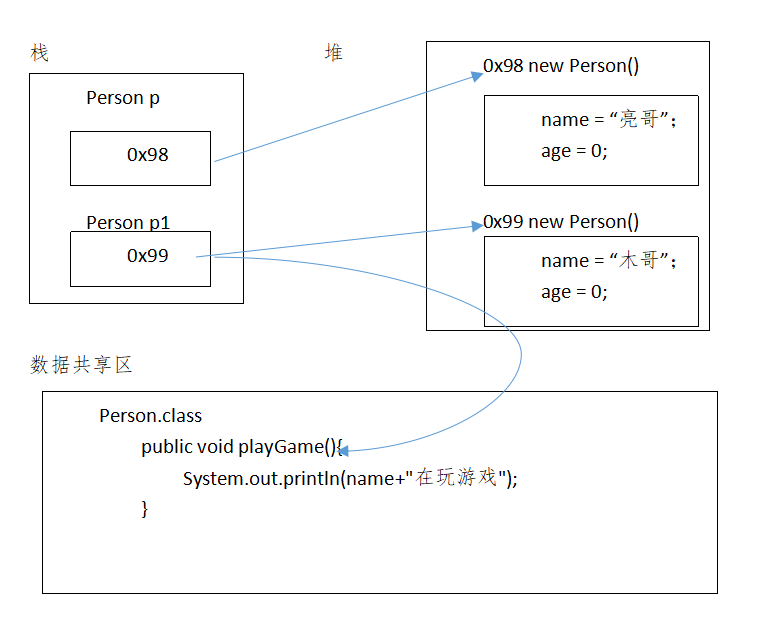 栈
堆
Person p
0x98
Person p1
0x99
0x98 new Person()
name = “亮哥”;
age = 0;
0x99 new Person()
name = “木哥”;
age = 0;
数据共享区
Person.class
public void playGame(){
System.out.println(name+"在玩游戏");
}